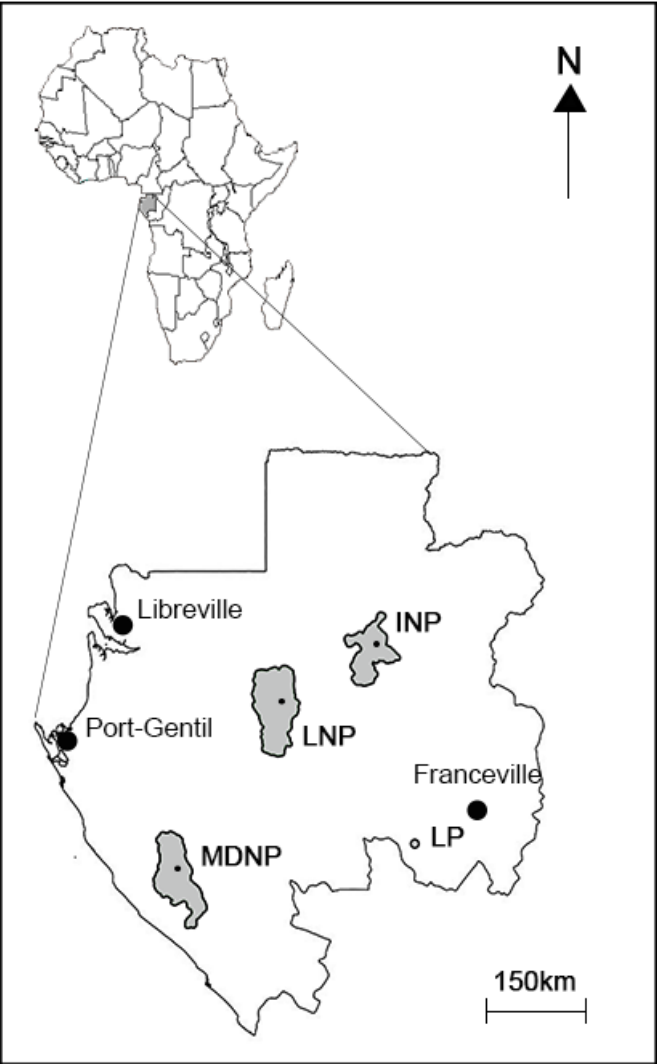 N
Libreville
INP
Port-Gentil
LNP
Franceville
LP
MDNP
150km